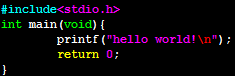 #include<stdio.h>
int main(void){
        printf("hello world!\n");
        return 0;
}